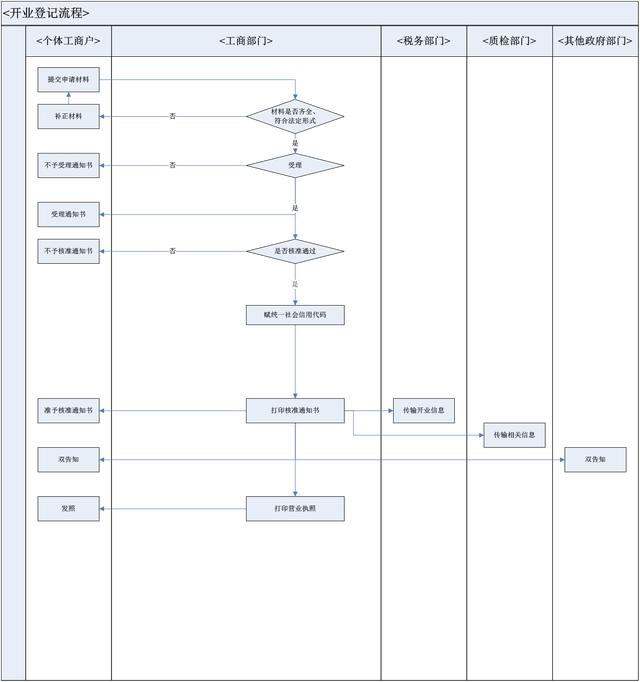 <开业登记流程>
<个体工商户>
<工商部门>
<税务部门>
<质检部门>
<其他政府部门>
提交申请材料
材料是否齐全、
符合法定形式
否
补正材料
是
受理
否
不予受理通知书
是
受理通知书
是否核准通过
否
不予核准通知书
是
赋统一社会信用代码
准予核准通知书
打印核准通知书
传输开业信息
传输相关信息
双告知
双告知
发照
打印营业执照